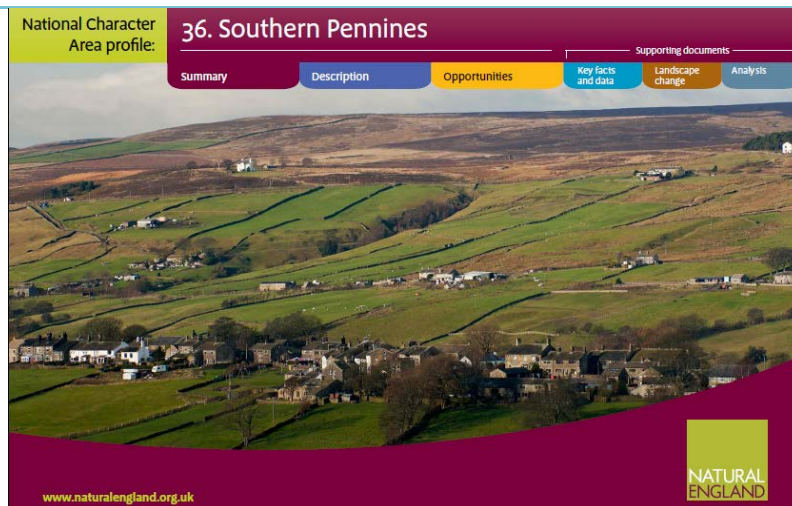 National Character
Area profile:
36. Southern Pennines
Supporting documents
Summary
Description
Opportunities
Key facts
and data
Landscape
change
Analysis
NATURAL
ENGLAND
www.naturalengland.org.uk